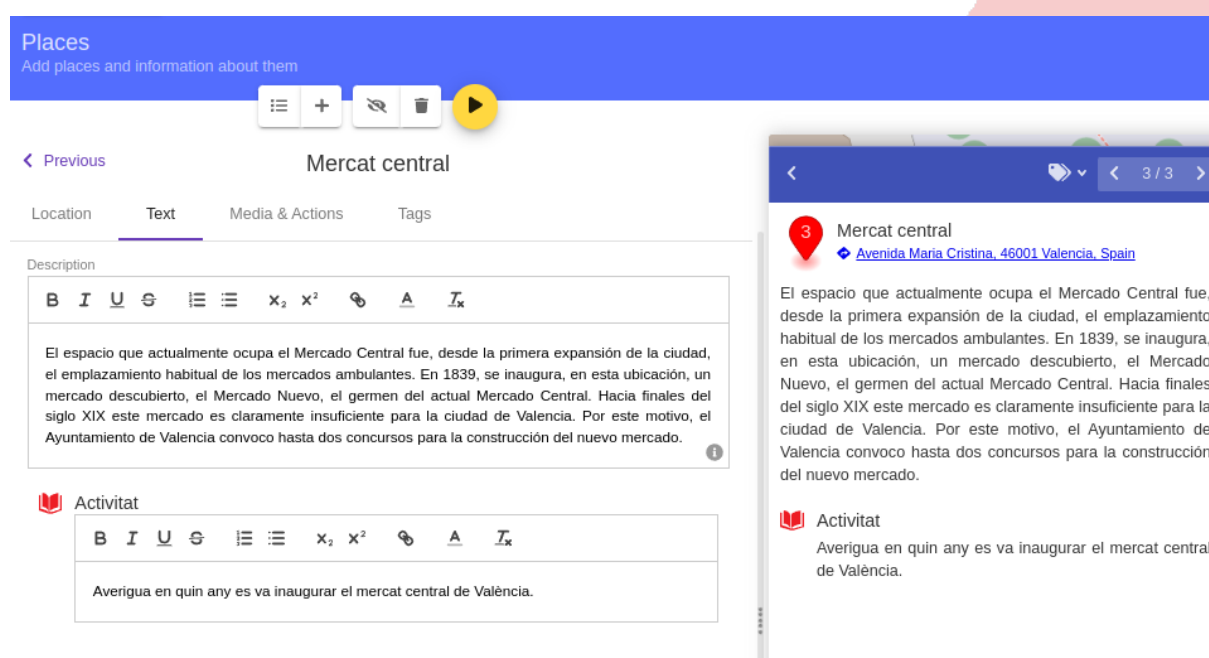 Places
Add places and information about them
Previous
Mercat central
Location Text Media & Actions Tags
Description
B I U S x₂ x² A Tx
El espacio que actualmente ocupa el Mercado Central fue, desde la primera expansión de la ciudad,
el emplazamiento habitual de los mercados ambulantes. En 1839, se inaugura, en esta ubicación, un
mercado descubierto, el Mercado Nuevo, el germen del actual Mercado Central. Hacia finales del
siglo XIX este mercado es claramente insuficiente para la ciudad de Valencia. Por este motivo, el
Ayuntamiento de Valencia convoco hasta dos concursos para la construcción del nuevo mercado.
Activitat
B I U S x₂ x² A Tx
Averigua en quin any es va inaugurar el mercat central de València.
3 / 3
3 Mercat central
Avenida Maria Cristina, 46001 Valencia, Spain
El espacio que actualmente ocupa el Mercado Central fue,
desde la primera expansión de la ciudad, el emplazamiento
habitual de los mercados ambulantes. En 1839, se inaugura,
en esta ubicación, un mercado descubierto, el Mercado
Nuevo, el germen del actual Mercado Central. Hacia finales
del siglo XIX este mercado es claramente insuficiente para la
ciudad de Valencia. Por este motivo, el Ayuntamiento de
Valencia convoco hasta dos concursos para la construcción
del nuevo mercado.
Activitat
Averigua en quin any es va inaugurar el mercat central
de València.